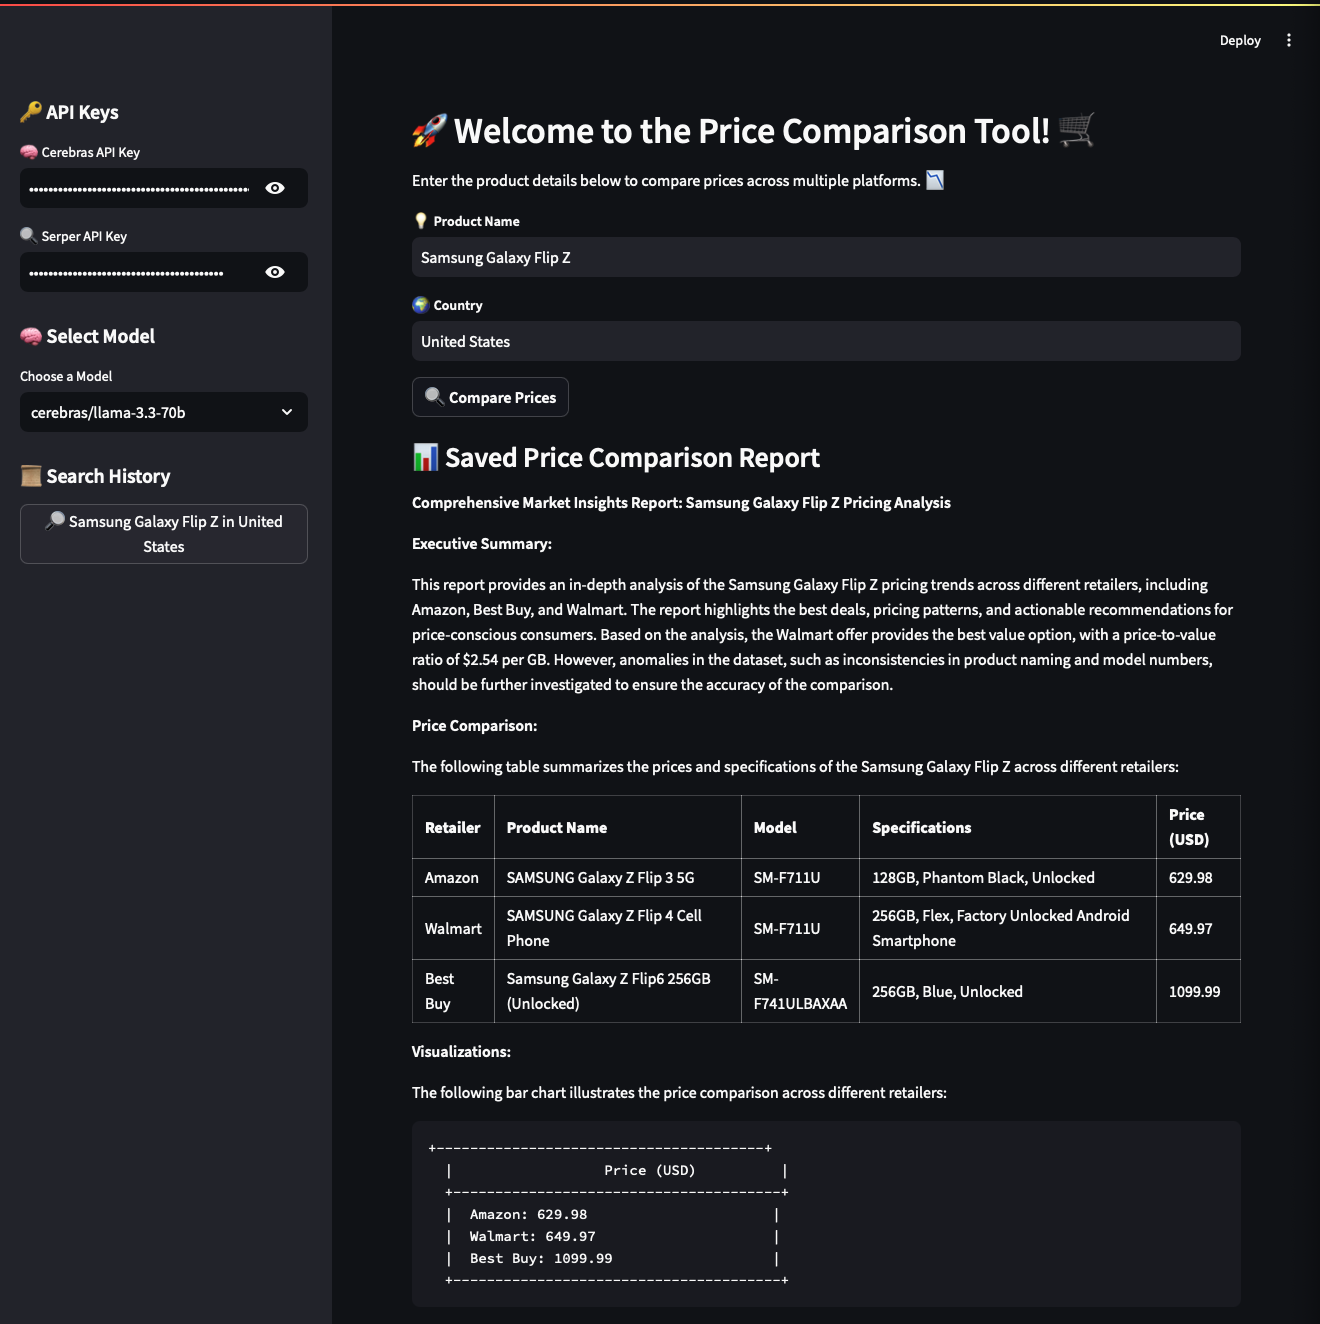 Deploy
API Keys
Cerebras API Key
••••••••••••••••••••••••••••••••••••••••••••
Serper API Key
••••••••••••••••••••••••••••••••••••••••
Select Model
Choose a Model
cerebras/llama-3.3-70b
Search History
Samsung Galaxy Flip Z in United
States
Welcome to the Price Comparison Tool!
Enter the product details below to compare prices across multiple platforms.
Product Name
Samsung Galaxy Flip Z
Country
United States
Compare Prices
Saved Price Comparison Report
Comprehensive Market Insights Report: Samsung Galaxy Flip Z Pricing Analysis
Executive Summary:
This report provides an in-depth analysis of the Samsung Galaxy Flip Z pricing trends across different retailers, including
Amazon, Best Buy, and Walmart. The report highlights the best deals, pricing patterns, and actionable recommendations for
price-conscious consumers. Based on the analysis, the Walmart offer provides the best value option, with a price-to-value
ratio of $2.54 per GB. However, anomalies in the dataset, such as inconsistencies in product naming and model numbers,
should be further investigated to ensure the accuracy of the comparison.
Price Comparison:
The following table summarizes the prices and specifications of the Samsung Galaxy Flip Z across different retailers:
Retailer Product Name Model Specifications Price
(USD)
Amazon SAMSUNG Galaxy Z Flip 3 5G SM-F711U 128GB, Phantom Black, Unlocked 629.98
Walmart SAMSUNG Galaxy Z Flip 4 Cell
Phone SM-F711U 256GB, Flex, Factory Unlocked Android
Smartphone 649.97
Best
Buy Samsung Galaxy Z Flip6 256GB
(Unlocked) SM-
F741ULBAXAA 256GB, Blue, Unlocked 1099.99
Visualizations:
The following bar chart illustrates the price comparison across different retailers:
+---------------------------------------+
| Price (USD) |
+---------------------------------------+
| Amazon: 629.98 |
| Walmart: 649.97 |
| Best Buy: 1099.99 |
+---------------------------------------+